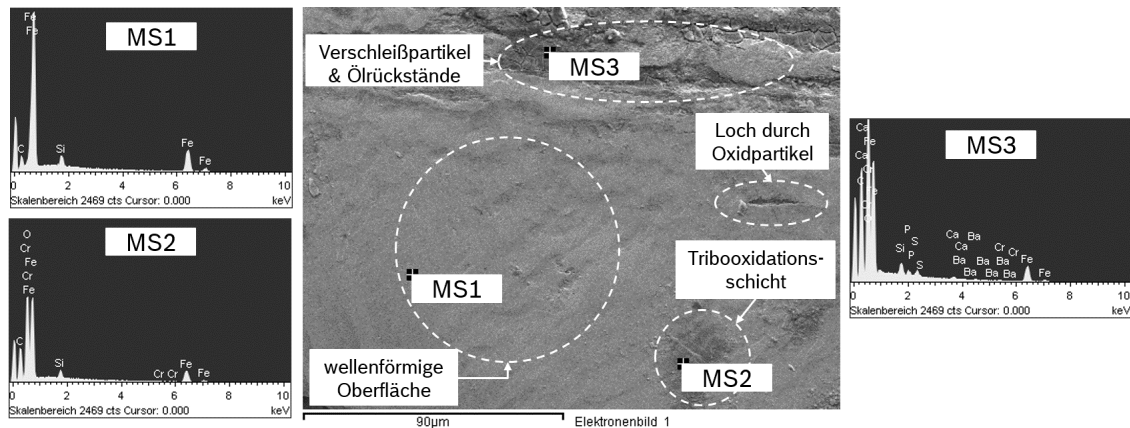 MS1
Fe
Fe
C
Si
Fe
Fe
0 2 4 6 8 10
Skalenbereich 2469 cts Cursor: 0.000 keV
MS2
O
Cr
Fe
Cr
Fe
C
Si
Cr Cr
Fe
Fe
0 2 4 6 8 10
Skalenbereich 2469 cts Cursor: 0.000 keV
Verschleißpartikel
& Ölrückstände
MS3
Loch durch
Oxidpartikel
MS1
Tribooxidations-
schicht
wellenförmige
Oberfläche
MS2
90µm
Elektronenbild 1
MS3
Ca
Fe
Ca
Cr
C
Fe
Si
P
S
P
S
Ca
Ba
Ca
Cr
Cr
Ba
Ba
Ba
Fe
Ba
Ba
Ba
Fe
0 2 4 6 8 10
Skalenbereich 2469 cts Cursor: 0.000 keV